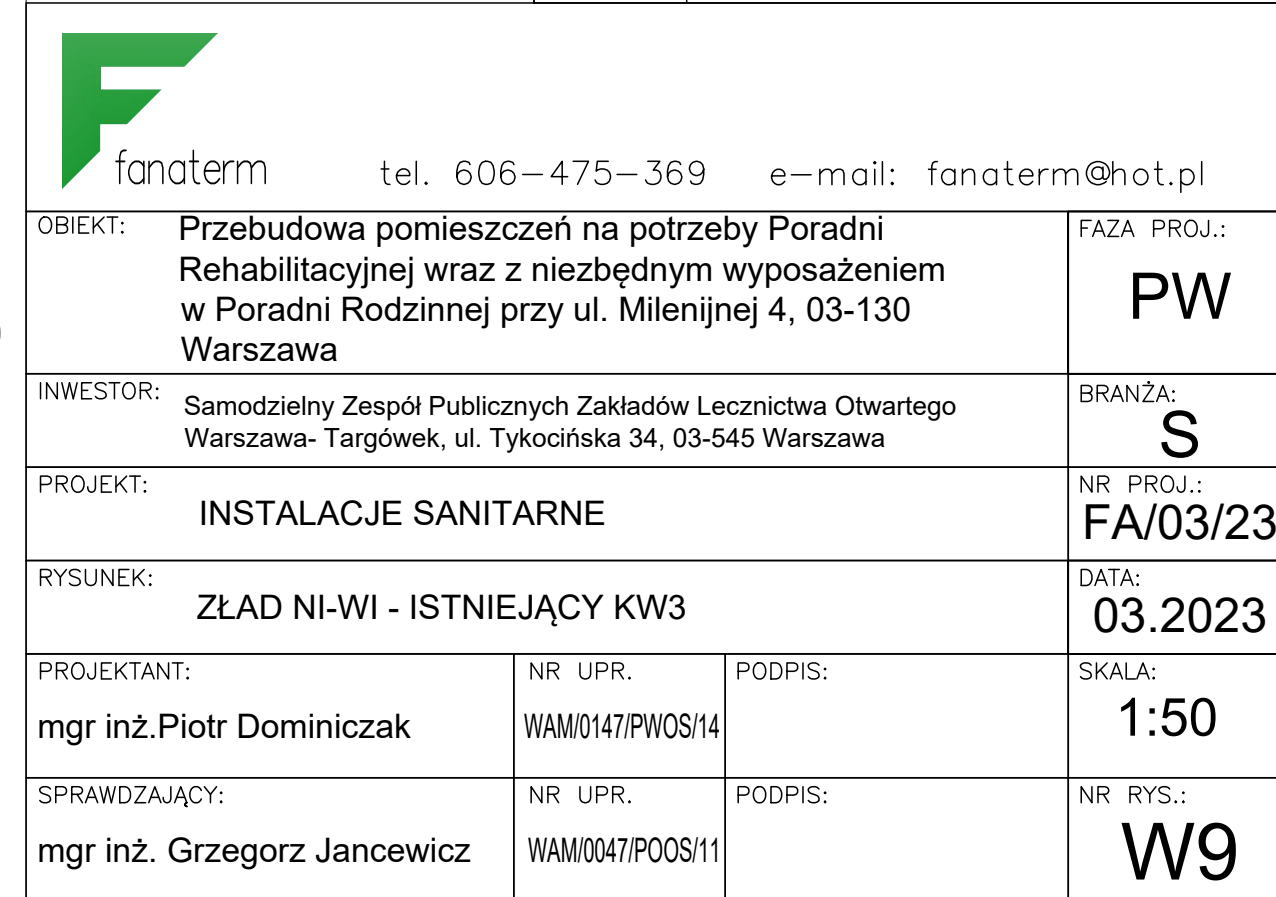 fanaterm tel. 606-475-369 e-mail: fanaterm@hot.pl
OBIEKT:
Przebudowa pomieszczeń na potrzeby Poradni
Rehabilitacyjnej wraz z niezbędnym wyposażeniem
w Poradni Rodzinnej przy ul. Milenijnej 4, 03-130
Warszawa
FAZA PROJ.:
PW
INWESTOR:
Samodzielny Zespół Publicznych Zakładów Lecznictwa Otwartego
Warszawa- Targówek, ul. Tykocińska 34, 03-545 Warszawa
BRANŻA:
S
PROJEKT:
INSTALACJE SANITARNE
NR PROJ.:
FA/03/23
RYSUNEK:
ZŁAD NI-WI - ISTNIEJĄCY KW3
DATA:
03.2023
PROJEKTANT:
mgr inż.Piotr Dominiczak
NR UPR.
WAM/0147/PWOS/14
PODPIS:
SKALA:
1:50
SPRAWDZAJĄCY:
mgr inż. Grzegorz Jancewicz
NR UPR.
WAM/0047/POOS/11
PODPIS:
NR RYS.:
W9